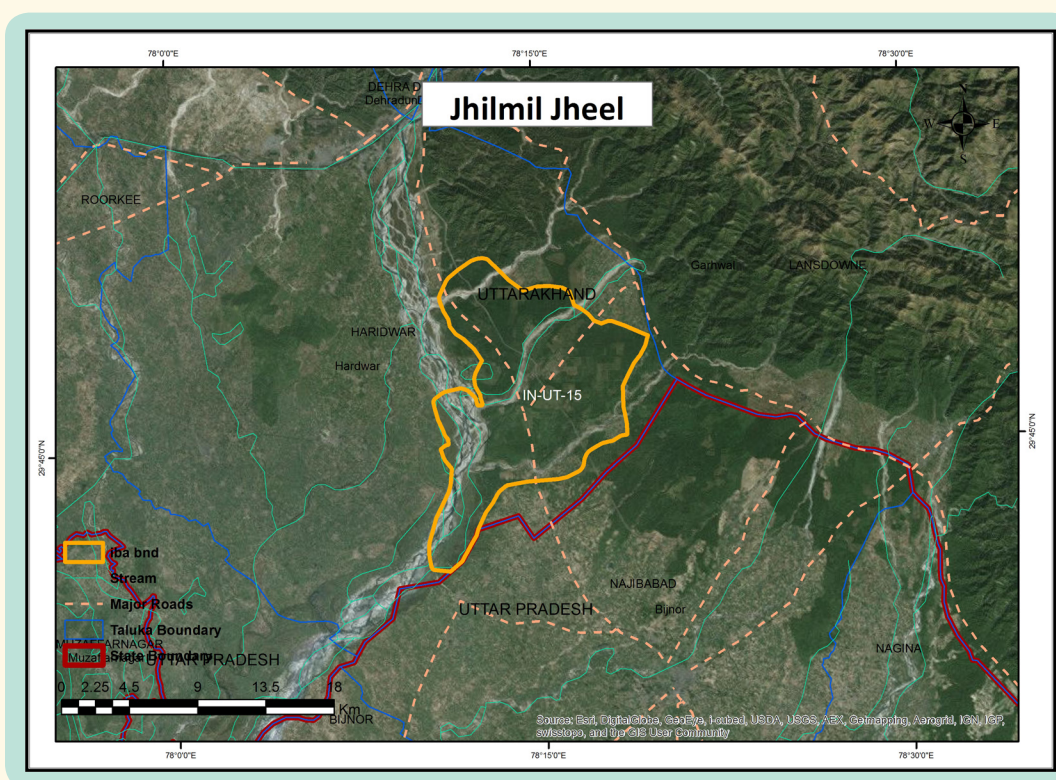 78°0'0"E 78°15'0"E 78°30'0"E
DEHRA D
Dehradun
Jhilmil Jheel
N
W E
S
ROORKEE
Garhwal LANSDOWNE
UTTARAKHAND
HARIDWAR
Hardwar
IN-UT-15
29°45'0"N
29°45'0"N
Iba bnd
Stream
NAJIBABAD
Major Roads
UTTAR PRADESH Bijnor
Taluka Boundary
MUZAFFARNAGAR
NAGINA
Muzaffarnagar State Boundary
UTTAR PRADESH
0 2.25 4.5 9 13.5 18
Km
BIJNOR
Source: Esri, DigitalGlobe, GeoEye, i-cubed, USDA, USGS, AEX, Getmapping, Aerogrid, IGN, IGP,
swisstopo, and the GIS User Community
78°0'0"E 78°15'0"E 78°30'0"E